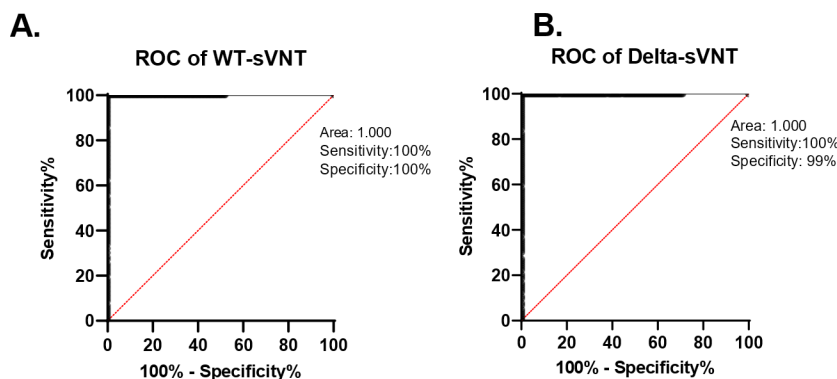 A.
ROC of WT-sVNT
100
80
60
40
20
0
Sensitivity%
0 20 40 60 80 100
100% - Specificity%
Area: 1.000
Sensitivity:100%
Specificity:100%
B.
ROC of Delta-sVNT
100
80
60
40
20
0
Sensitivity%
0 20 40 60 80 100
100% - Specificity%
Area: 1.000
Sensitivity:100%
Specificity: 99%